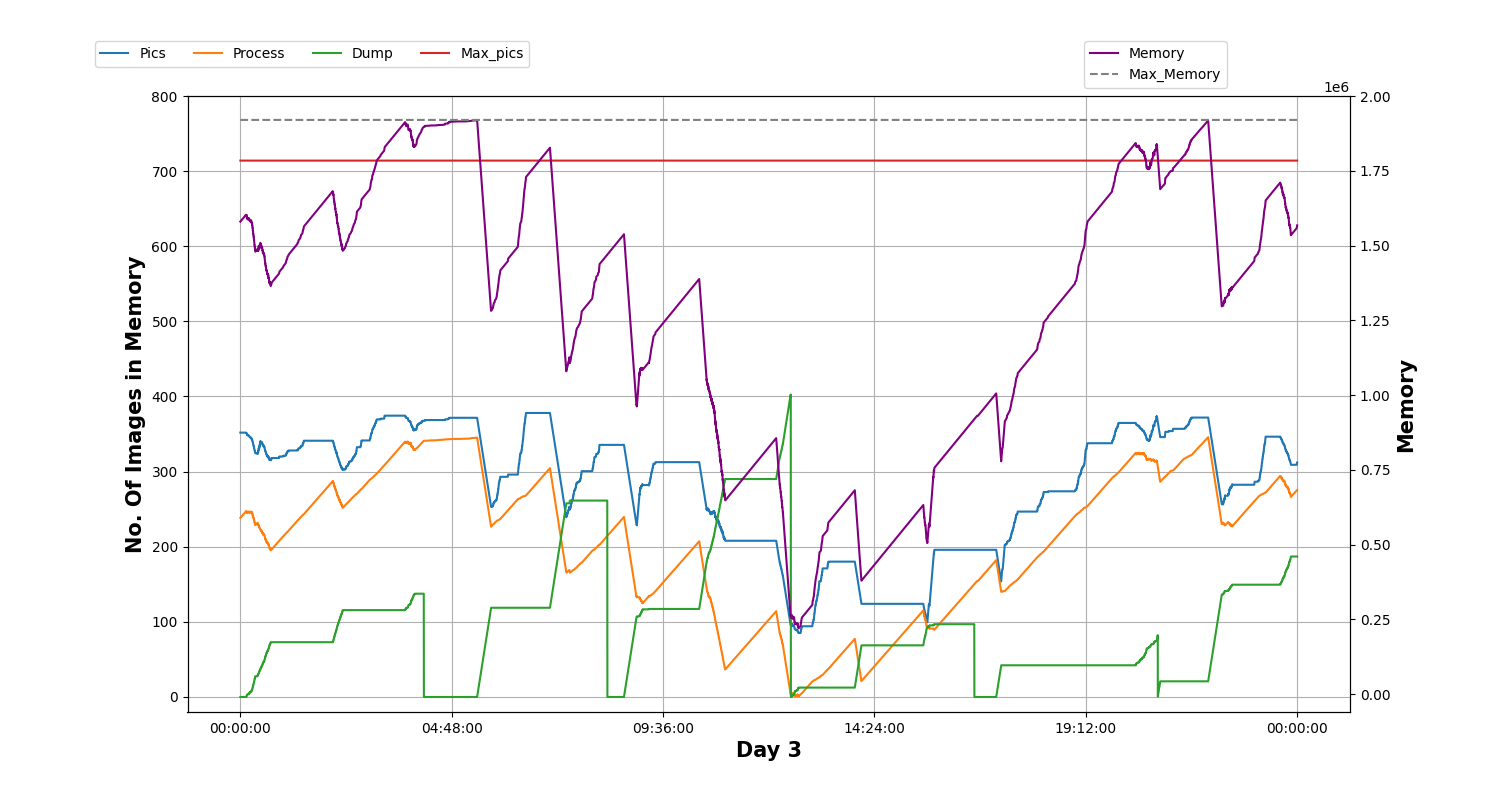 Pics Process Dump Max_pics
Memory
Max_Memory
1e6
800
700
600
500
400
300
200
100
0
No. Of Images in Memory
2.00
1.75
1.50
1.25
1.00
0.75
0.50
0.25
0.00
Memory
00:00:00 04:48:00 09:36:00 14:24:00 19:12:00 00:00:00
Day 3